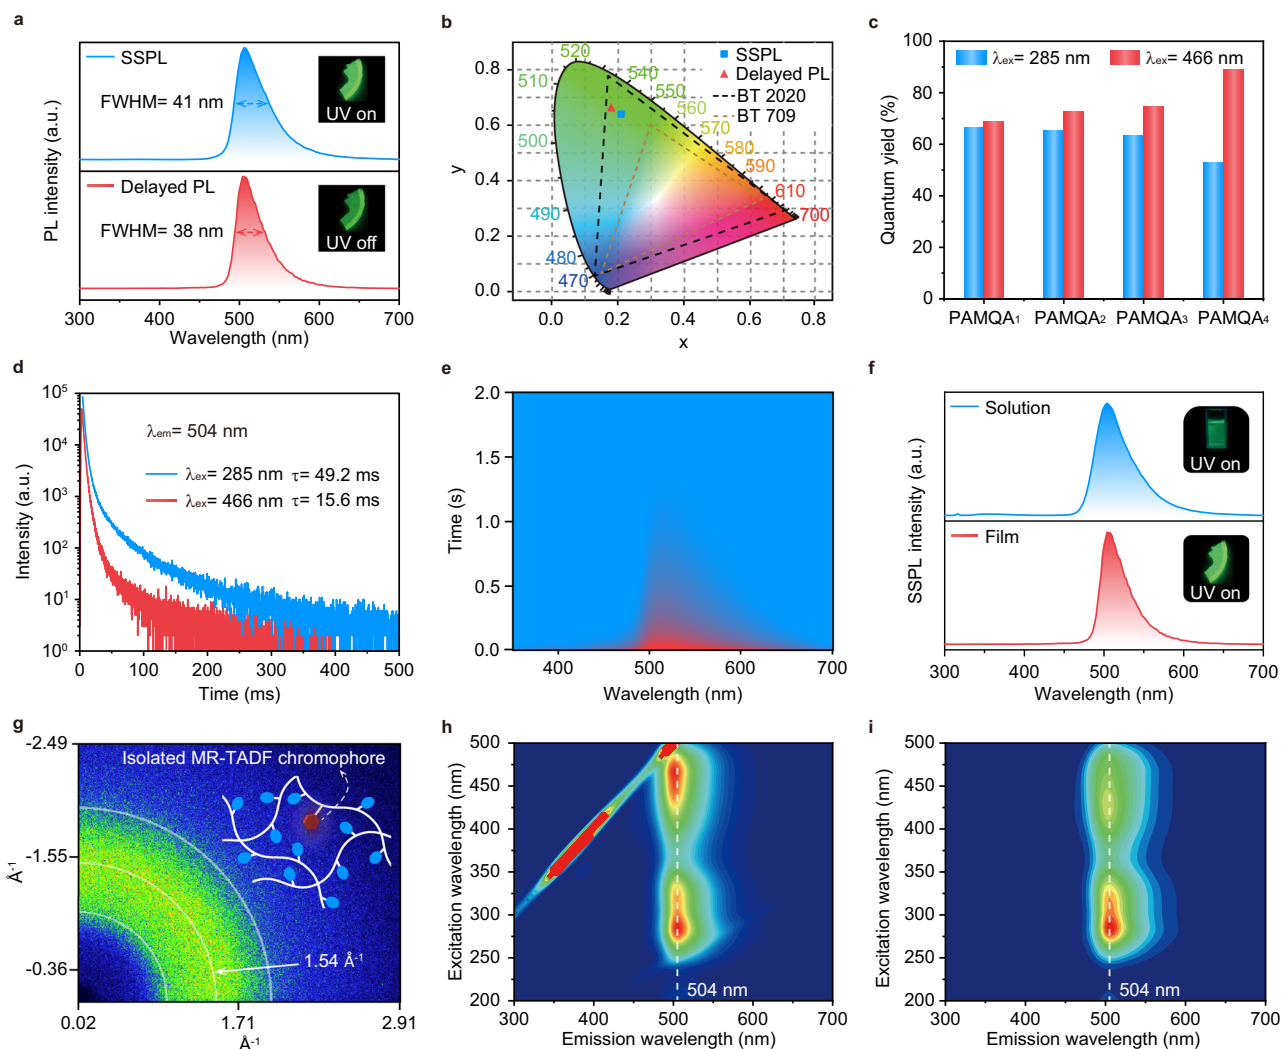 a
PL intensity (a.u.)
SSPL
FWHM= 41 nm
UV on
Delayed PL
FWHM= 38 nm
UV off
300 400 500 600 700
Wavelength (nm)
b
y
0.8
0.6
0.4
0.2
0.0
520
510
540
550
560
570
580
590
610
700
500
490
480
470
SSPL
Delayed PL
BT 2020
BT 709
0.0 0.2 0.4 0.6 0.8
x
c
Quantum yield (%)
100
80
60
40
20
0
λex= 285 nm λex= 466 nm
PAMQA1 PAMQA2 PAMQA3 PAMQA4
d
Intensity (a.u.)
10⁵
10⁴
10³
10²
10¹
10⁰
λem= 504 nm
λex= 285 nm τ= 49.2 ms
λex= 466 nm τ= 15.6 ms
0 100 200 300 400 500
Time (ms)
e
Time (s)
2.0
1.5
1.0
0.5
0.0
400 500 600 700
Wavelength (nm)
f
SSPL intensity (a.u.)
Solution
UV on
Film
UV on
300 400 500 600 700
Wavelength (nm)
g
Å⁻¹
-2.49
-1.55
-0.36
Isolated MR-TADF chromophore
1.54 Å⁻¹
0.02 1.71 2.91
Å⁻¹
h
Excitation wavelength (nm)
500
450
400
350
300
250
200
504 nm
300 400 500 600 700
Emission wavelength (nm)
i
Excitation wavelength (nm)
500
450
400
350
300
250
200
504 nm
300 400 500 600 700
Emission wavelength (nm)